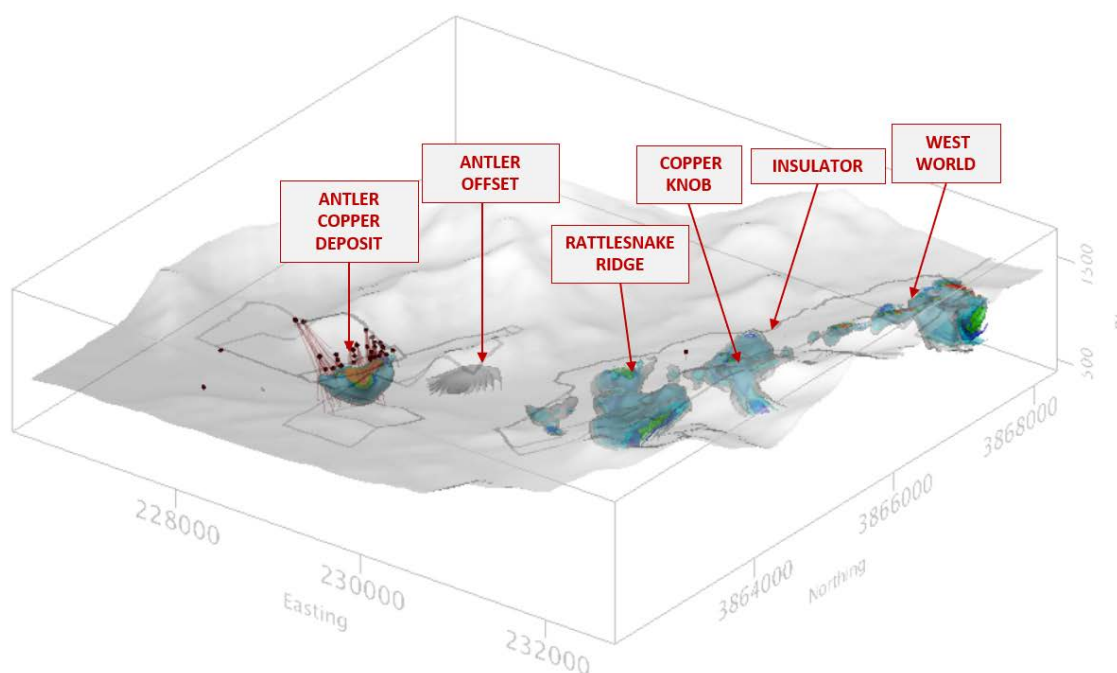 WEST
WORLD
ANTLER
OFFSET
COPPER
KNOB
INSULATOR
ANTLER
COPPER
DEPOSIT
RATTLESNAKE
RIDGE
1500
500
3868000
3866000
3864000
Northing
228000
230000
232000
Easting